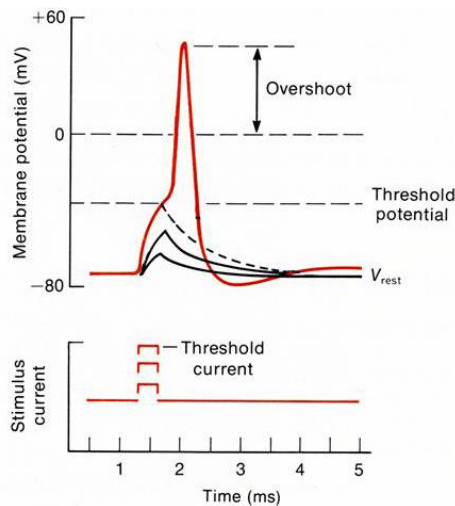 +60
Membrane potential (mV)
Overshoot
0
Threshold
potential
V_rest
−80
Threshold
current
Stimulus
current
1 2 3 4 5
Time (ms)